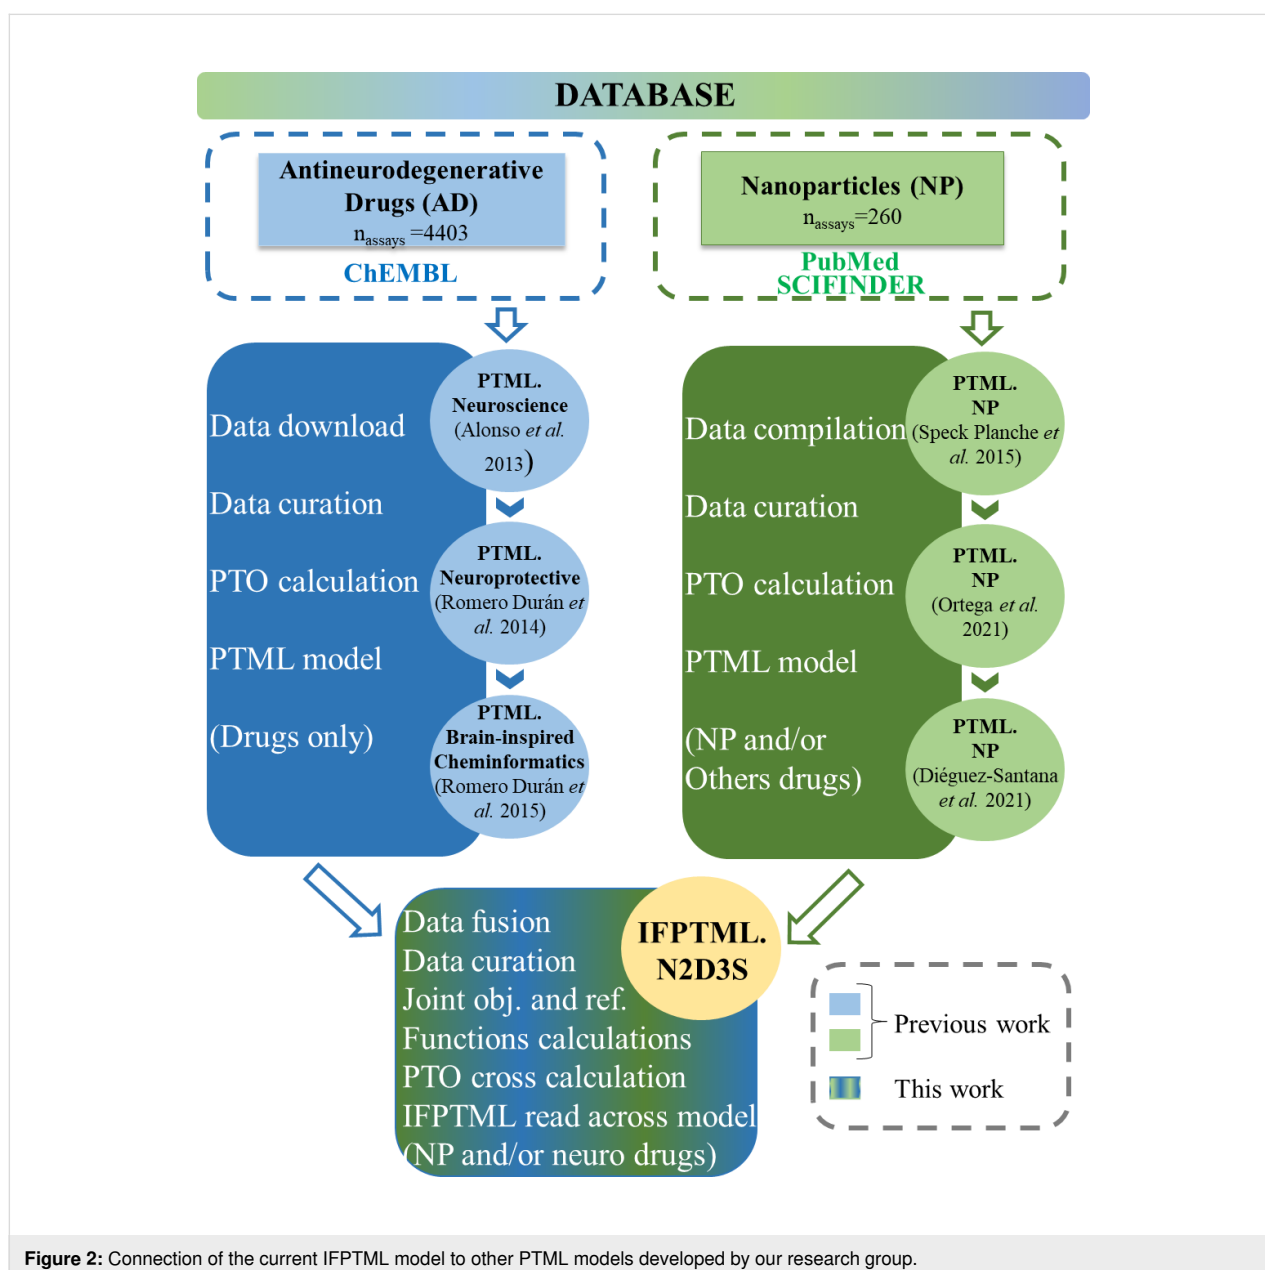 DATABASE
Antineurodegenerative
Drugs (AD)
nassays =4403
ChEMBL
Nanoparticles (NP)
nassays=260
PubMed
SCIFINDER
Data download
Data curation
PTO calculation
PTML model
(Drugs only)
PTML.
Neuroscience
(Alonso et al.
2013)
PTML.
Neuroprotective
(Romero Durán et
al. 2014)
PTML.
Brain-inspired
Cheminformatics
(Romero Durán et
al. 2015)
Data compilation
Data curation
PTO calculation
PTML model
(NP and/or
Others drugs)
PTML.
NP
(Speck Planche et
al. 2015)
PTML.
NP
(Ortega et al.
2021)
PTML.
NP
(Diéguez-Santana
et al. 2021)
Data fusion
Data curation
Joint obj. and ref.
Functions calculations
PTO cross calculation
IFPTML read across model
(NP and/or neuro drugs)
IFPTML.
N2D3S
Previous work
This work
Figure 2: Connection of the current IFPTML model to other PTML models developed by our research group.